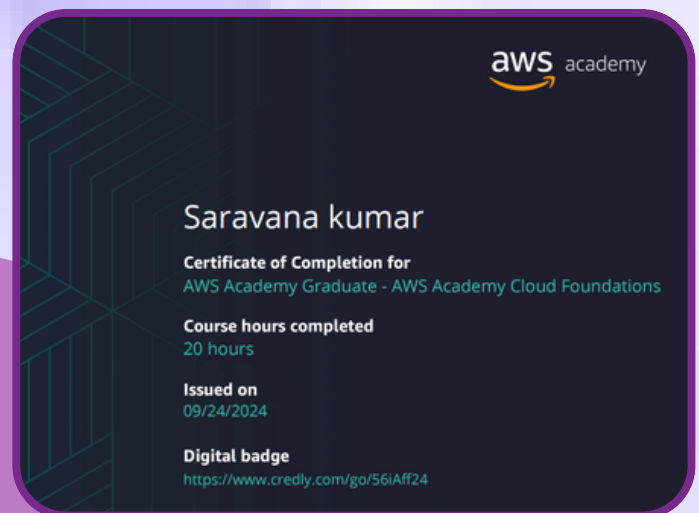 aws academy
Saravana kumar
Certificate of Completion for
AWS Academy Graduate - AWS Academy Cloud Foundations
Course hours completed
20 hours
Issued on
09/24/2024
Digital badge
https://www.credly.com/go/56iAff24